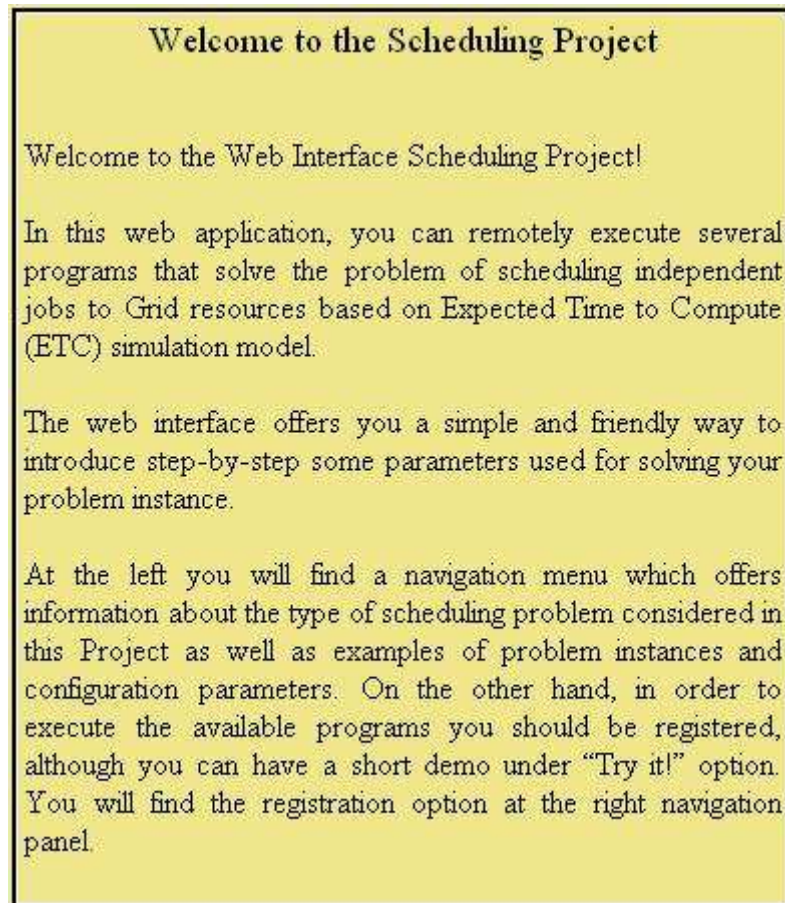 Welcome to the Scheduling Project
Welcome to the Web Interface Scheduling Project!
In this web application, you can remotely execute several
programs that solve the problem of scheduling independent
jobs to Grid resources based on Expected Time to Compute
(ETC) simulation model.
The web interface offers you a simple and friendly way to
introduce step-by-step some parameters used for solving your
problem instance.
At the left you will find a navigation menu which offers
information about the type of scheduling problem considered in
this Project as well as examples of problem instances and
configuration parameters. On the other hand, in order to
execute the available programs you should be registered,
although you can have a short demo under “Try it!” option.
You will find the registration option at the right navigation
panel.